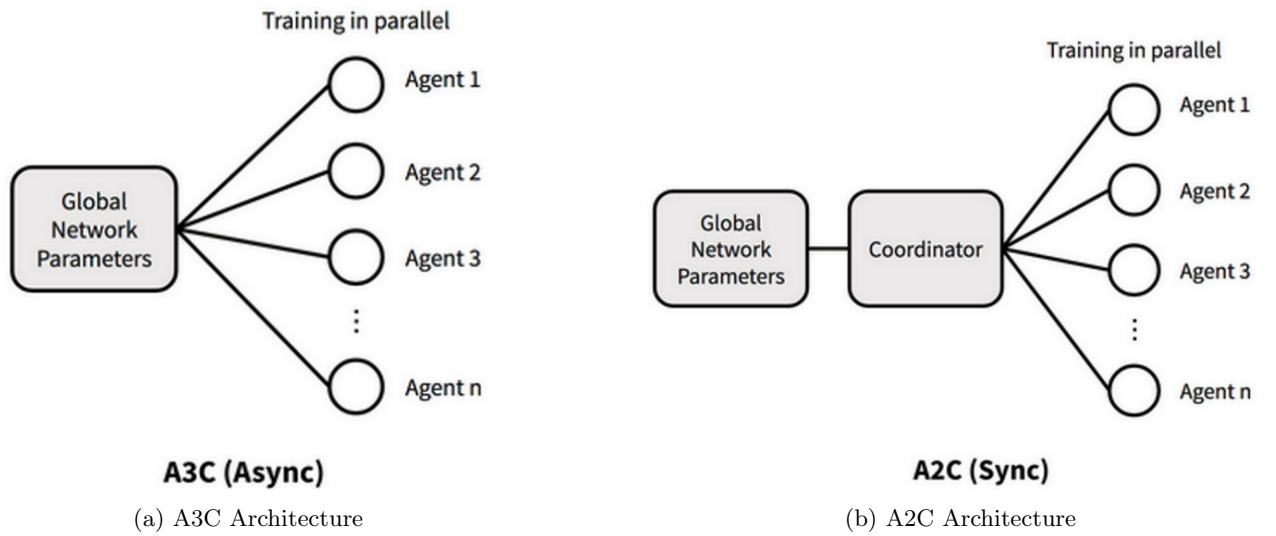 Training in parallel
Agent 1
Agent 2
Agent 3
Agent n
Global
Network
Parameters
A3C (Async)
(a) A3C Architecture
Training in parallel
Agent 1
Agent 2
Agent 3
Agent n
Global
Network
Parameters
Coordinator
A2C (Sync)
(b) A2C Architecture